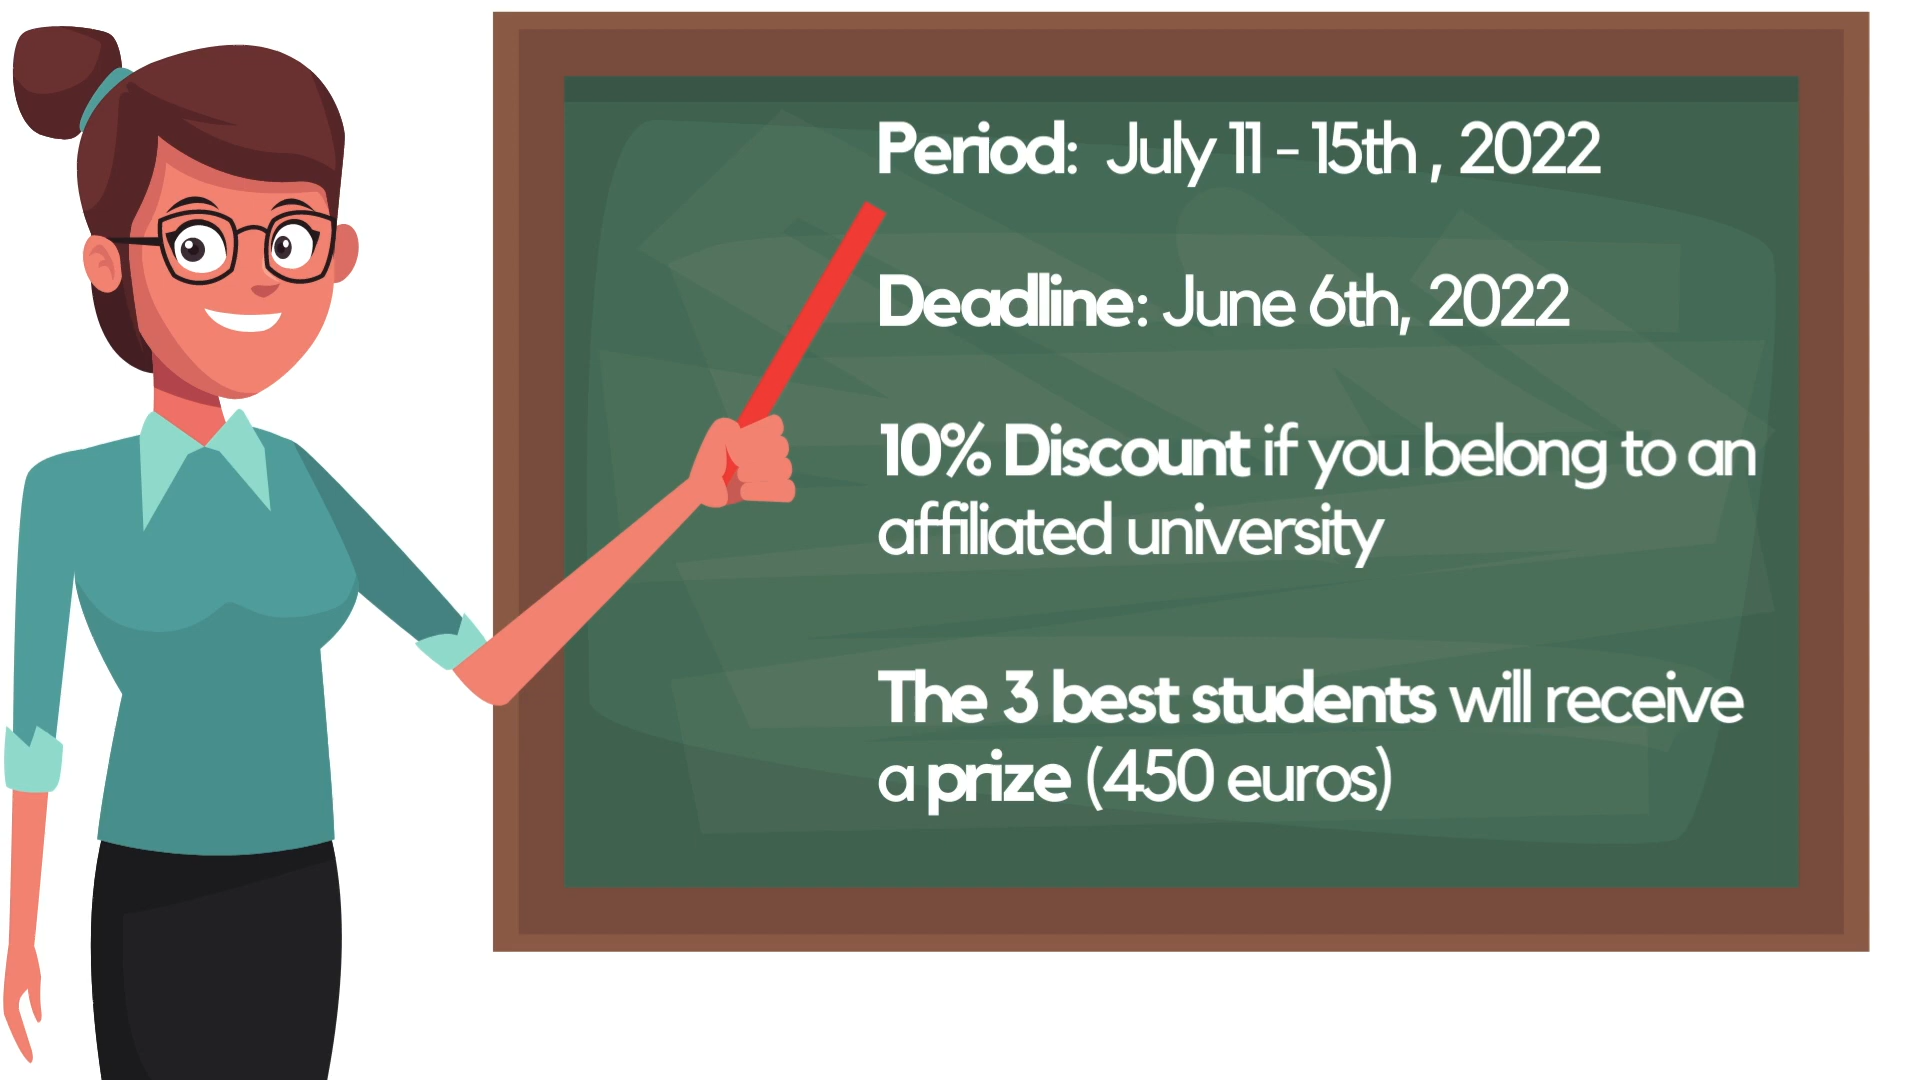 Period: July 11 - 15th , 2022
Deadline: June 6th, 2022
10% Discount if you belong to an
affiliated university
The 3 best students will receive
a prize (450 euros)